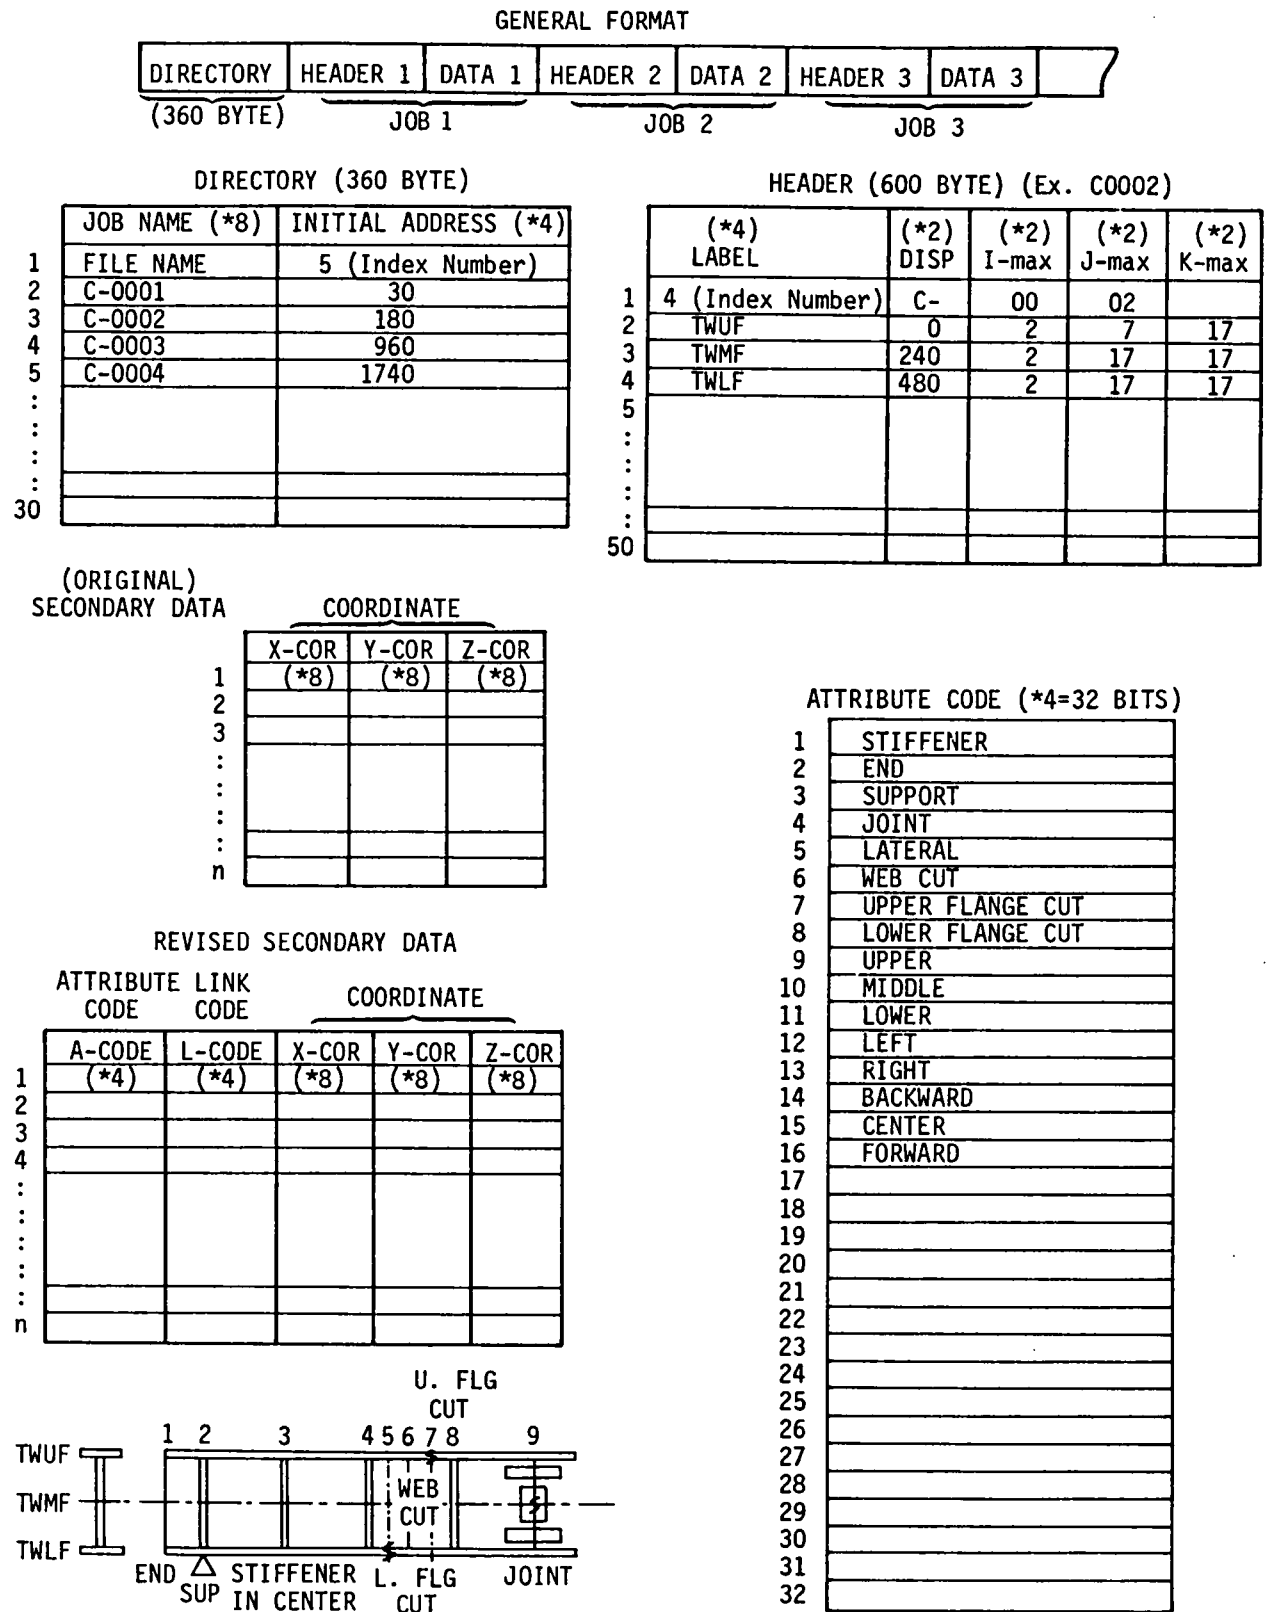 GENERAL FORMAT
DIRECTORY HEADER 1 DATA 1 HEADER 2 DATA 2 HEADER 3 DATA 3
(360 BYTE) JOB 1 JOB 2 JOB 3
DIRECTORY (360 BYTE)
JOB NAME (*8) INITIAL ADDRESS (*4)
1 FILE NAME 5 (Index Number)
2 C-0001 30
3 C-0002 180
4 C-0003 960
5 C-0004 1740
:
:
:
:
30
HEADER (600 BYTE) (Ex. C0002)
(*4) (*2) (*2) (*2) (*2)
LABEL DISP I-max J-max K-max
1 4 (Index Number) C- 00 02
2 TWUF 0 2 7 17
3 TWMF 240 2 17 17
4 TWLF 480 2 17 17
5
:
:
:
:
:
50
(ORIGINAL)
SECONDARY DATA COORDINATE
X-COR Y-COR Z-COR
1 (*8) (*8) (*8)
2
3
:
:
:
:
n
ATTRIBUTE CODE (*4=32 BITS)
1 STIFFENER
2 END
3 SUPPORT
4 JOINT
5 LATERAL
6 WEB CUT
7 UPPER FLANGE CUT
8 LOWER FLANGE CUT
9 UPPER
10 MIDDLE
11 LOWER
12 LEFT
13 RIGHT
14 BACKWARD
15 CENTER
16 FORWARD
17
18
19
20
21
22
23
24
25
26
27
28
29
30
31
32
REVISED SECONDARY DATA
ATTRIBUTE LINK
CODE CODE COORDINATE
A-CODE L-CODE X-COR Y-COR Z-COR
1 (*4) (*4) (*8) (*8) (*8)
2
3
4
:
:
:
:
:
n
U. FLG
CUT
1 2 3 4 5 6 7 8 9
TWUF
WEB
TWMF
CUT
TWLF
END STIFFENER L. FLG JOINT
SUP IN CENTER CUT